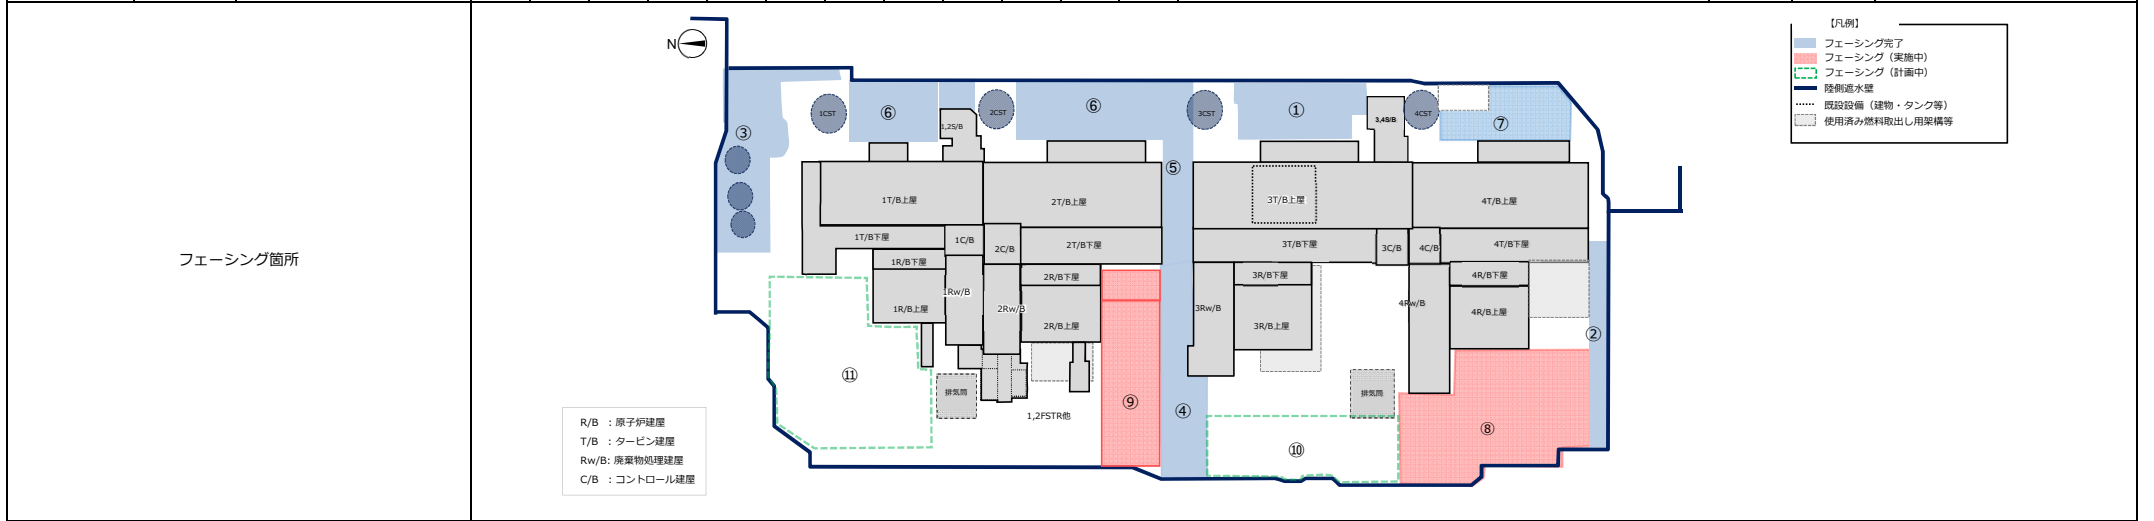 フェーシング箇所
N
【凡例】
フェーシング完了
フェーシング（実施中）
フェーシング（計画中）
陸側遮水壁
既設設備（建物・タンク等）
使用済み燃料取出し用架構等
③
1CST
⑥
1,2S/B
2CST
⑥
⑤
3CST
①
3,4S/B
4CST
⑦
1T/B上屋
2T/B上屋
3T/B上屋
4T/B上屋
1T/B下屋
1C/B
2C/B
2T/B下屋
3T/B下屋
3C/B
4C/B
4T/B下屋
1R/B下屋
2R/B下屋
3R/B下屋
4R/B下屋
1Rw/B
2Rw/B
3Rw/B
4Rw/B
1R/B上屋
2R/B上屋
3R/B上屋
4R/B上屋
②
⑪
排気筒
1,2FSTR他
⑨
④
排気筒
⑩
⑧
R/B ：原子炉建屋
T/B ：タービン建屋
Rw/B：廃棄物処理建屋
C/B ：コントロール建屋